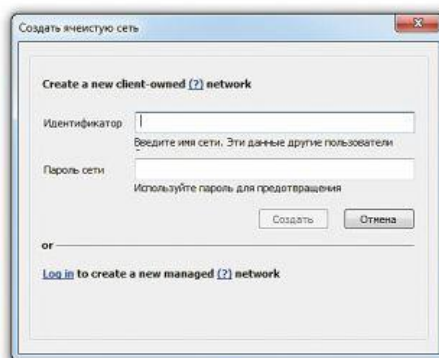 Создать ячеистую сеть
Create a new client-owned (?) network
Идентификатор
Введите имя сети. Эти данные другие пользователи
Пароль сети
Используйте пароль для предотвращения
Создать Отмена
or
Log in to create a new managed (?) network